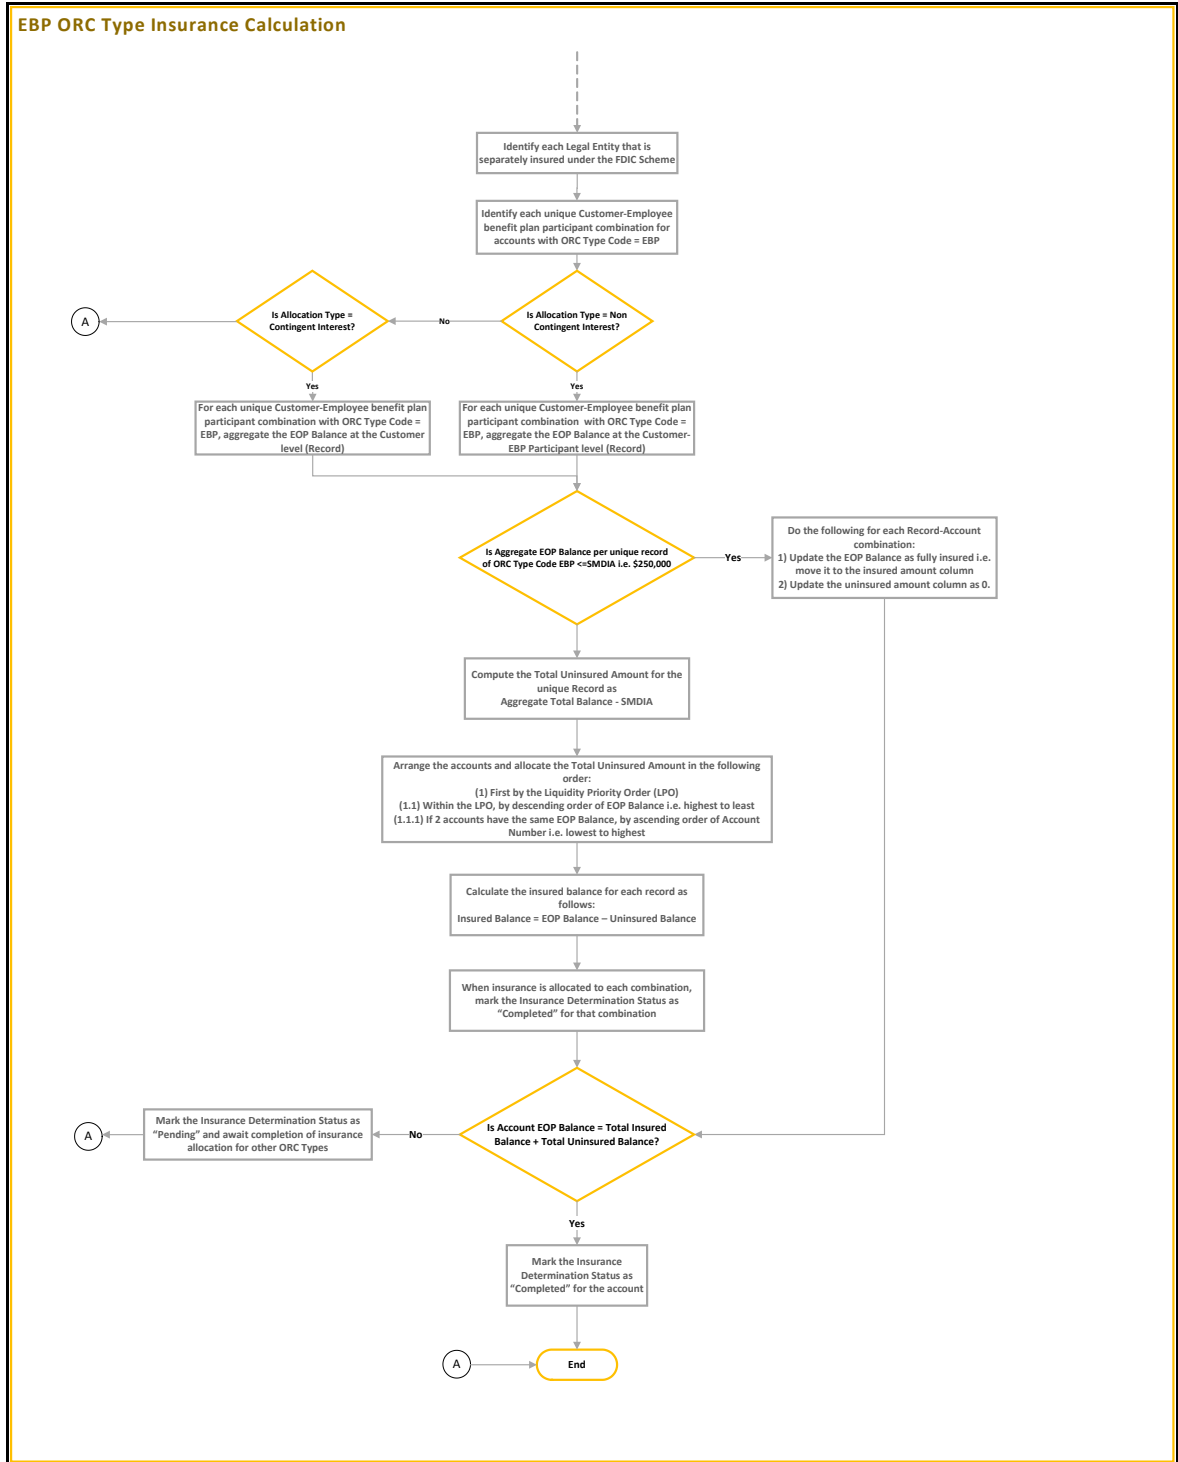 EBP ORC Type Insurance Calculation
Identify each Legal Entity that is
separately insured under the FDIC Scheme
Identify each unique Customer-Employee
benefit plan participant combination for
accounts with ORC Type Code = EBP
Is Allocation Type = Non
Contingent Interest?
No
Is Allocation Type =
Contingent Interest?
A
Yes
Yes
For each unique Customer-Employee benefit plan
participant combination with ORC Type Code =
EBP, aggregate the EOP Balance at the Customer
level (Record)
For each unique Customer-Employee benefit plan
participant combination  with ORC Type Code =
EBP, aggregate the EOP Balance at the Customer-
EBP Participant level (Record)
Is Aggregate EOP Balance per unique record
of ORC Type Code EBP <=SMDIA i.e. $250,000
Yes
Do the following for each Record-Account
combination:
1) Update the EOP Balance as fully insured i.e.
move it to the insured amount column
2) Update the uninsured amount column as 0.
Compute the Total Uninsured Amount for the
unique Record as
Aggregate Total Balance - SMDIA
Arrange the accounts and allocate the Total Uninsured Amount in the following
order:
(1) First by the Liquidity Priority Order (LPO)
(1.1) Within the LPO, by descending order of EOP Balance i.e. highest to least
(1.1.1) If 2 accounts have the same EOP Balance, by ascending order of Account
Number i.e. lowest to highest
Calculate the insured balance for each record as
follows:
Insured Balance = EOP Balance – Uninsured Balance
When insurance is allocated to each combination,
mark the Insurance Determination Status as
“Completed” for that combination
Is Account EOP Balance = Total Insured
Balance + Total Uninsured Balance?
No
Mark the Insurance Determination Status as
“Pending” and await completion of insurance
allocation for other ORC Types
A
Yes
Mark the Insurance
Determination Status as
“Completed” for the account
A
End